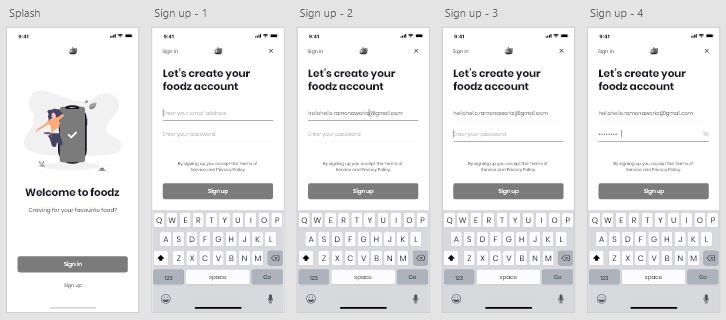 Splash
9:41
Welcome to foodz
Craving for your favourite food?
Sign in
Sign up
Sign up - 1
9:41
Sign in
Let's create your
foodz account
Enter your email address
Enter your password
By signing up you accept the Terms of
Service and Privacy Policy.
Sign up
Q W E R T Y U I O P
A S D F G H J K L
Z X C V B N M
123 space Go
Sign up - 2
9:41
Sign in
Let's create your
foodz account
hellohello.ramonaworks@gmail.com
Enter your password
By signing up you accept the Terms of
Service and Privacy Policy.
Sign up
Q W E R T Y U I O P
A S D F G H J K L
Z X C V B N M
123 space Go
Sign up - 3
9:41
Sign in
Let's create your
foodz account
hellohello.ramonaworks@gmail.com
Enter your password
By signing up you accept the Terms of
Service and Privacy Policy.
Sign up
Q W E R T Y U I O P
A S D F G H J K L
Z X C V B N M
123 space Go
Sign up - 4
9:41
Sign in
Let's create your
foodz account
hellohello.ramonaworks@gmail.com
By signing up you accept the Terms of
Service and Privacy Policy.
Sign up
Q W E R T Y U I O P
A S D F G H J K L
Z X C V B N M
123 space Go